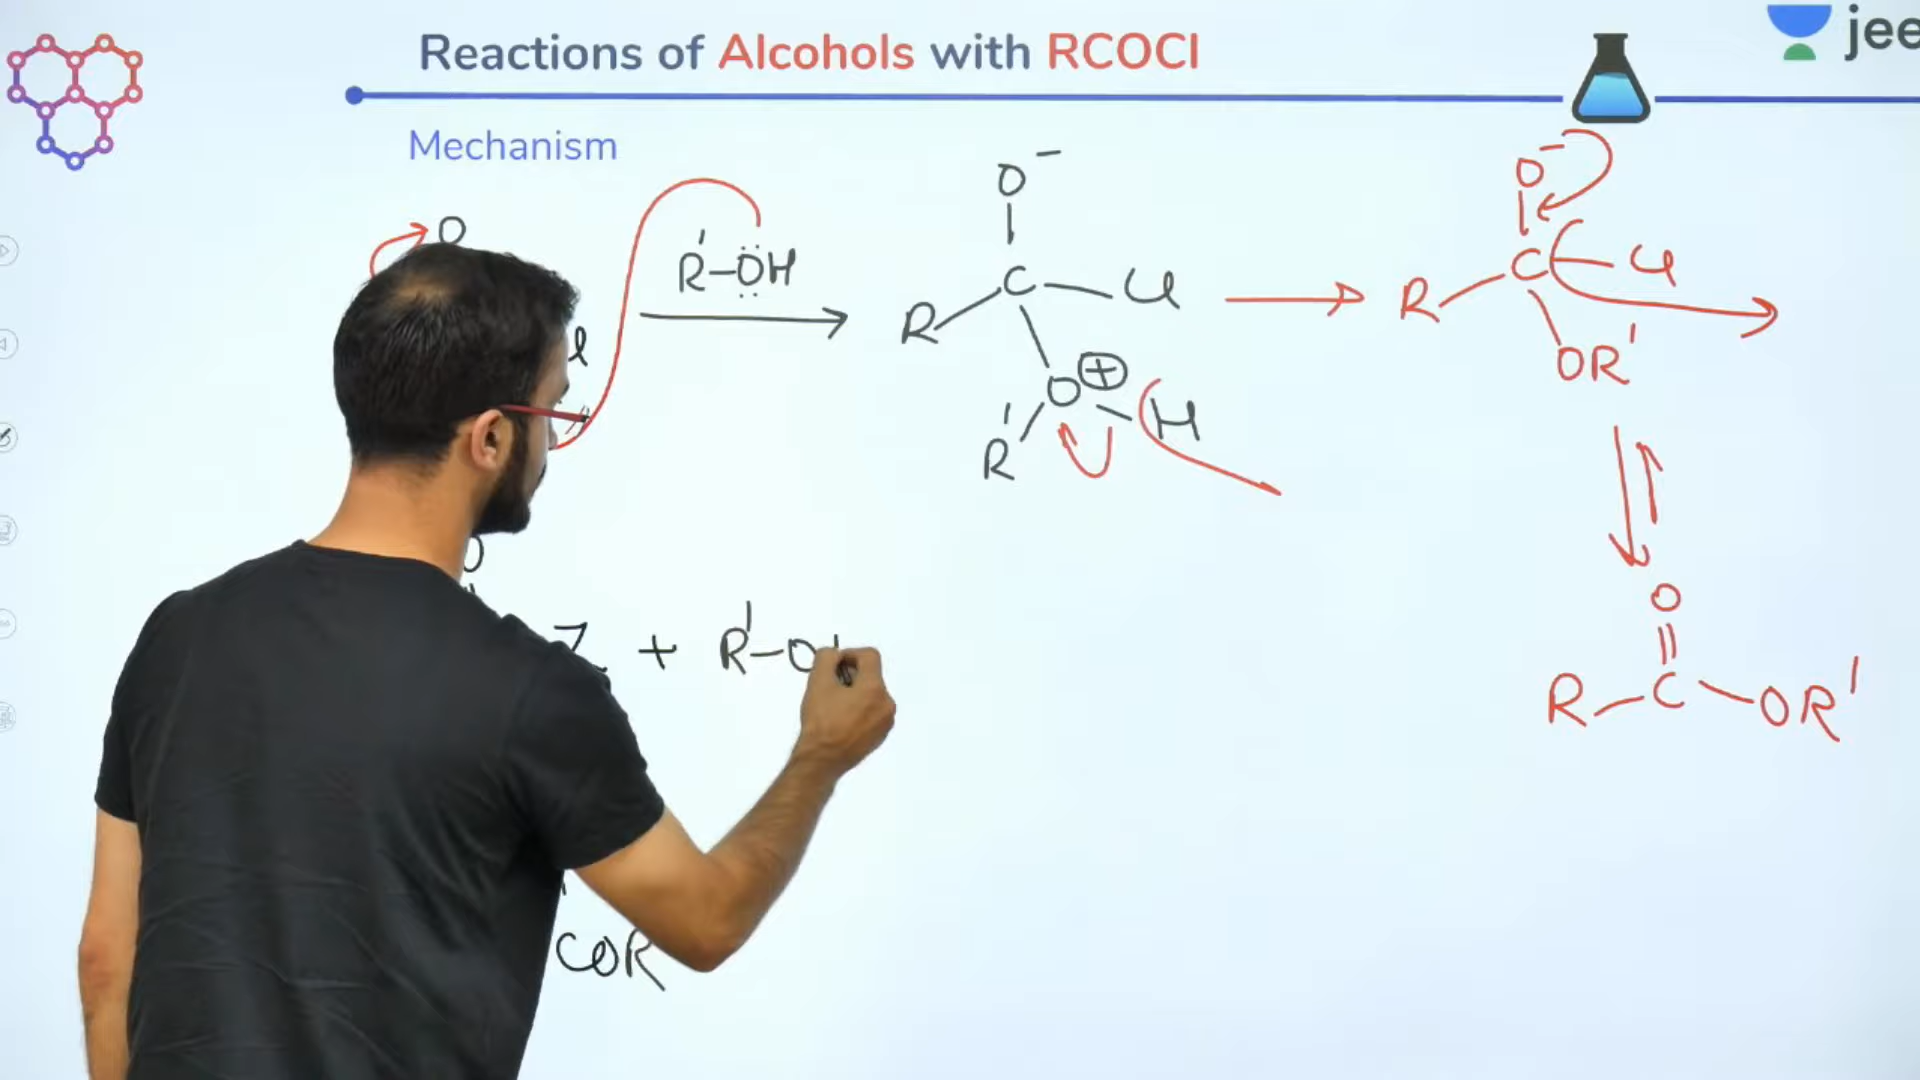 Reactions of Alcohols with RCOCl
jee
Mechanism
O
R'-ÖH
l
O⁻
R C Cl
O ⊕
R' H
O⁻
R C Cl
OR'
O
Z + R'-O
O
R-C-OR'
COR